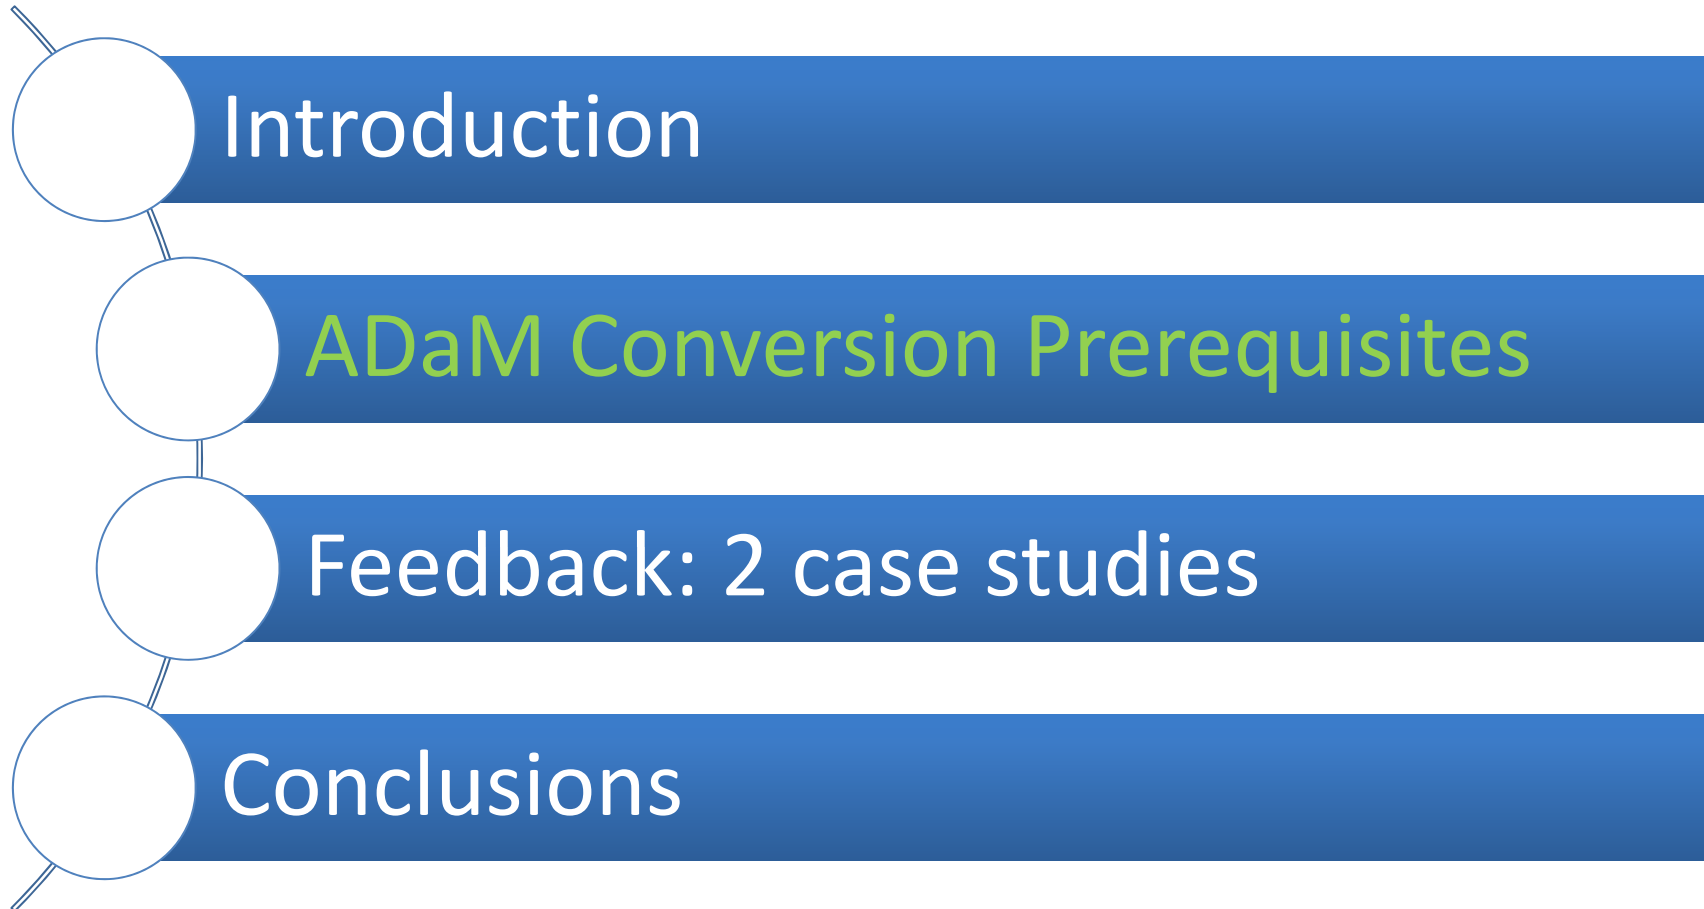 Introduction
ADaM Conversion Prerequisites
Feedback: 2 case studies
Conclusions